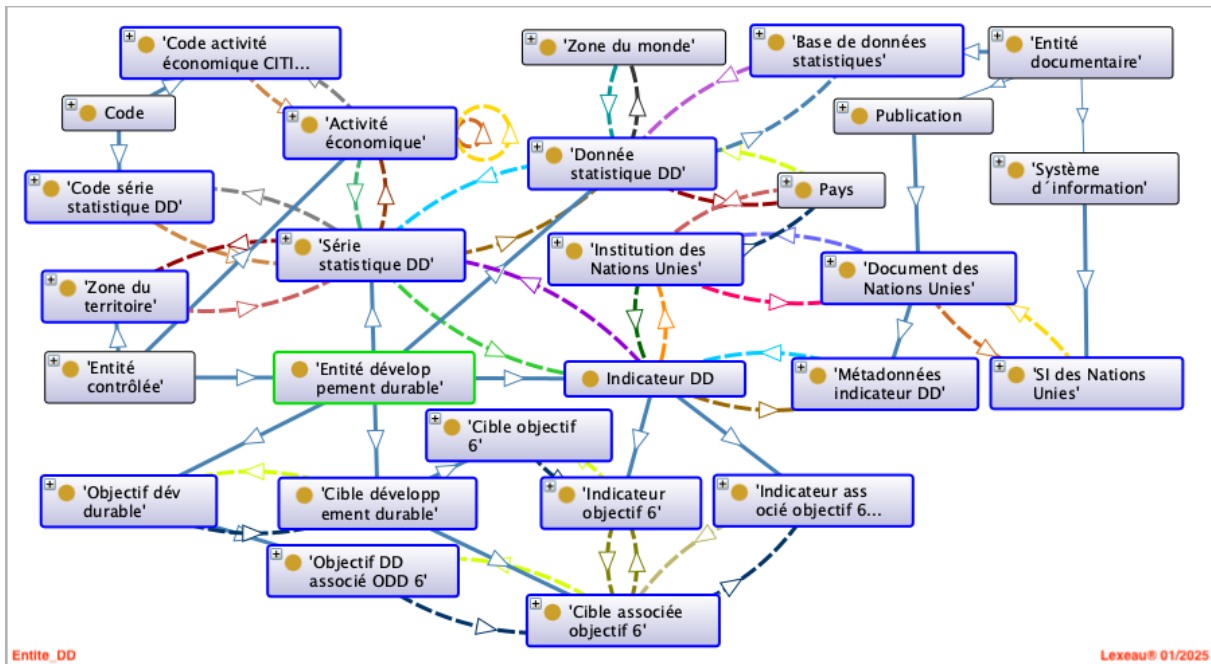 'Code activité
économique CITI...
'Zone du monde'
'Base de données
statistiques'
'Entité
documentaire'
Code
'Activité
économique'
Publication
'Donnée
statistique DD'
'Système
d´information'
'Code série
statistique DD'
Pays
'Série
statistique DD'
'Institution des
Nations Unies'
'Document des
Nations Unies'
'Zone du
territoire'
'Entité
contrôlée'
'Entité dévelop
pement durable'
Indicateur DD
'Métadonnées
indicateur DD'
'SI des Nations
Unies'
'Cible objectif
6'
'Objectif dév
durable'
'Cible développ
ement durable'
'Indicateur
objectif 6'
'Indicateur ass
ocié objectif 6...
'Objectif DD
associé ODD 6'
'Cible associée
objectif 6'
Entite_DD
Lexeau® 01/2025